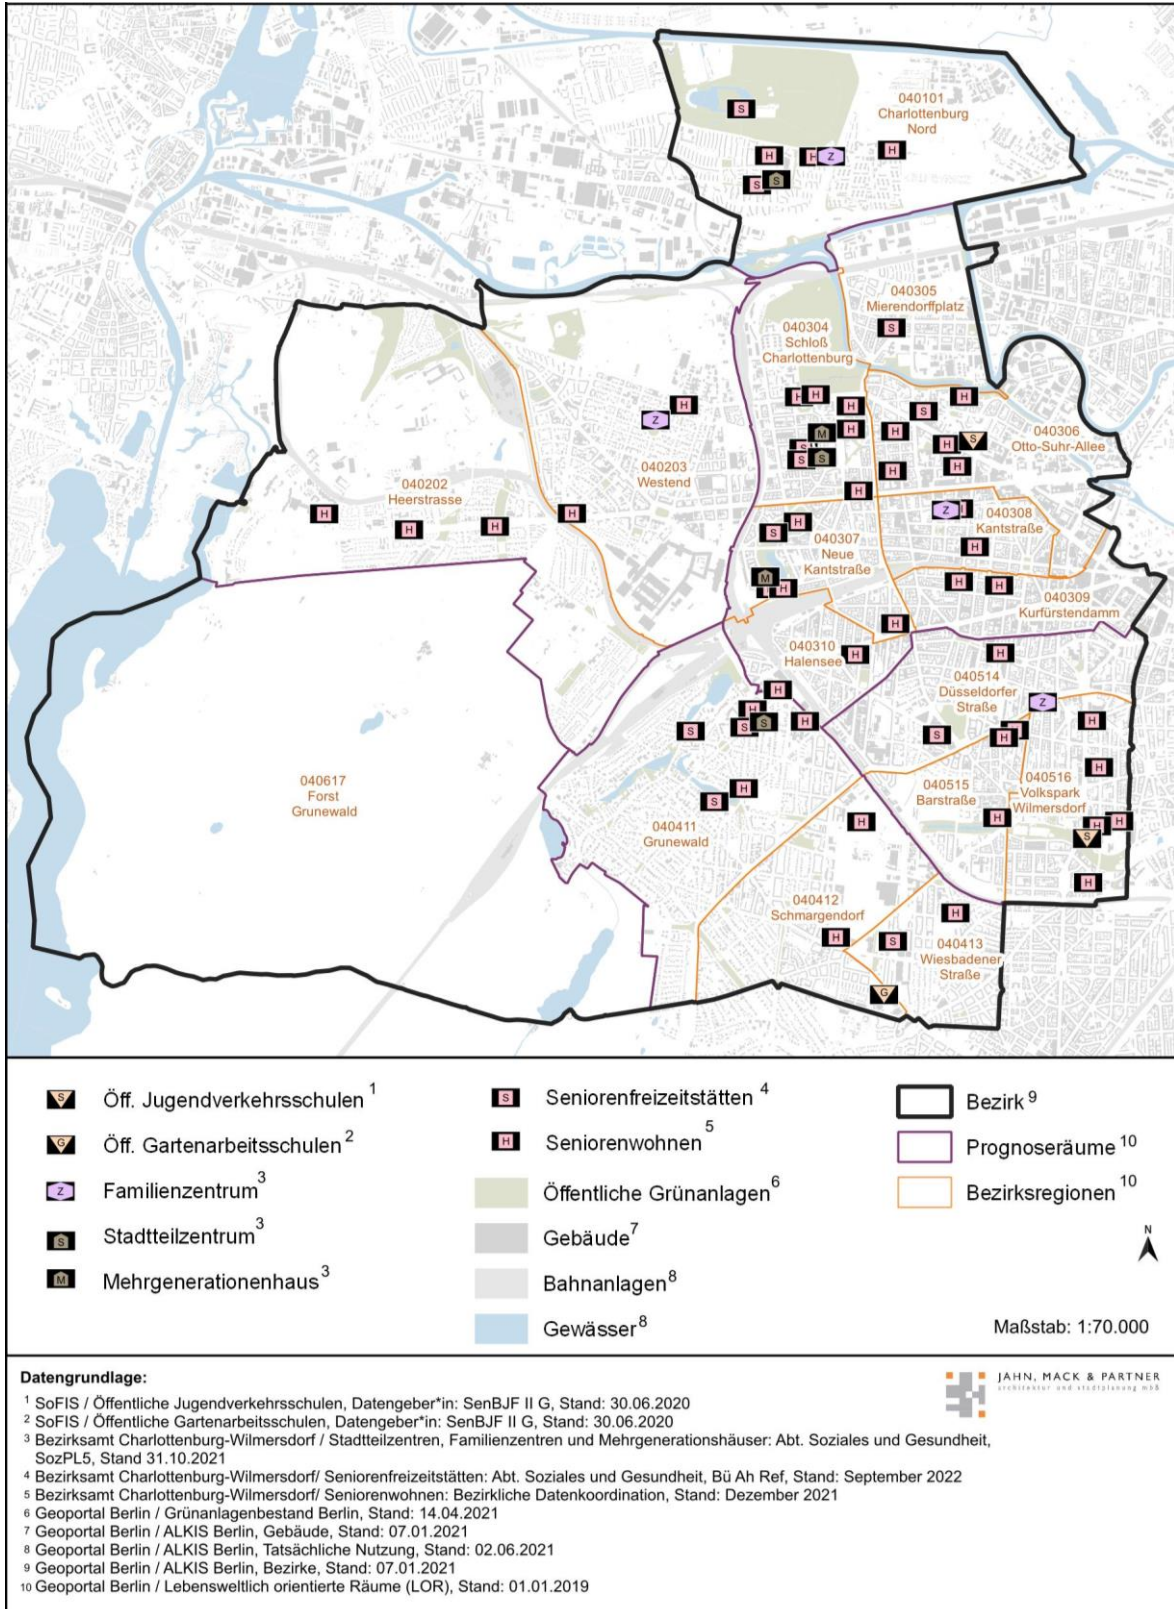 040101
Charlottenburg
Nord
040305
Mierendorffplatz
040304
Schloß
Charlottenburg
040306
Otto-Suhr-Allee
040203
Westend
040202
Heerstrasse
040308
Kantstraße
040307
Neue
Kantstraße
040309
Kurfürstendamm
040310
Halensee
040514
Düsseldorfer
Straße
040617
Forst
Grunewald
040515
Barstraße
040516
Volkspark
Wilmersdorf
040411
Grunewald
040412
Schmargendorf
040413
Wiesbadener
Straße
S Öff. Jugendverkehrsschulen 1
G Öff. Gartenarbeitsschulen 2
Z Familienzentrum 3
S Stadtteilzentrum 3
M Mehrgenerationenhaus 3
S Seniorenfreizeitstätten 4
H Seniorenwohnen 5
Öffentliche Grünanlagen 6
Gebäude 7
Bahnanlagen 8
Gewässer 8
Bezirk 9
Prognoseräume 10
Bezirksregionen 10
N
Maßstab: 1:70.000
Datengrundlage:
1 SoFIS / Öffentliche Jugendverkehrsschulen, Datengeber*in: SenBJF II G, Stand: 30.06.2020
2 SoFIS / Öffentliche Gartenarbeitsschulen, Datengeber*in: SenBJF II G, Stand: 30.06.2020
3 Bezirksamt Charlottenburg-Wilmersdorf / Stadtteilzentren, Familienzentren und Mehrgenerationshäuser: Abt. Soziales und Gesundheit,
SozPL5, Stand 31.10.2021
4 Bezirksamt Charlottenburg-Wilmersdorf/ Seniorenfreizeitstätten: Abt. Soziales und Gesundheit, Bü Ah Ref, Stand: September 2022
5 Bezirksamt Charlottenburg-Wilmersdorf/ Seniorenwohnen: Bezirkliche Datenkoordination, Stand: Dezember 2021
6 Geoportal Berlin / Grünanlagenbestand Berlin, Stand: 14.04.2021
7 Geoportal Berlin / ALKIS Berlin, Gebäude, Stand: 07.01.2021
8 Geoportal Berlin / ALKIS Berlin, Tatsächliche Nutzung, Stand: 02.06.2021
9 Geoportal Berlin / ALKIS Berlin, Bezirke, Stand: 07.01.2021
10 Geoportal Berlin / Lebensweltlich orientierte Räume (LOR), Stand: 01.01.2019
JAHN, MACK & PARTNER
architektur und stadtplanung mbB